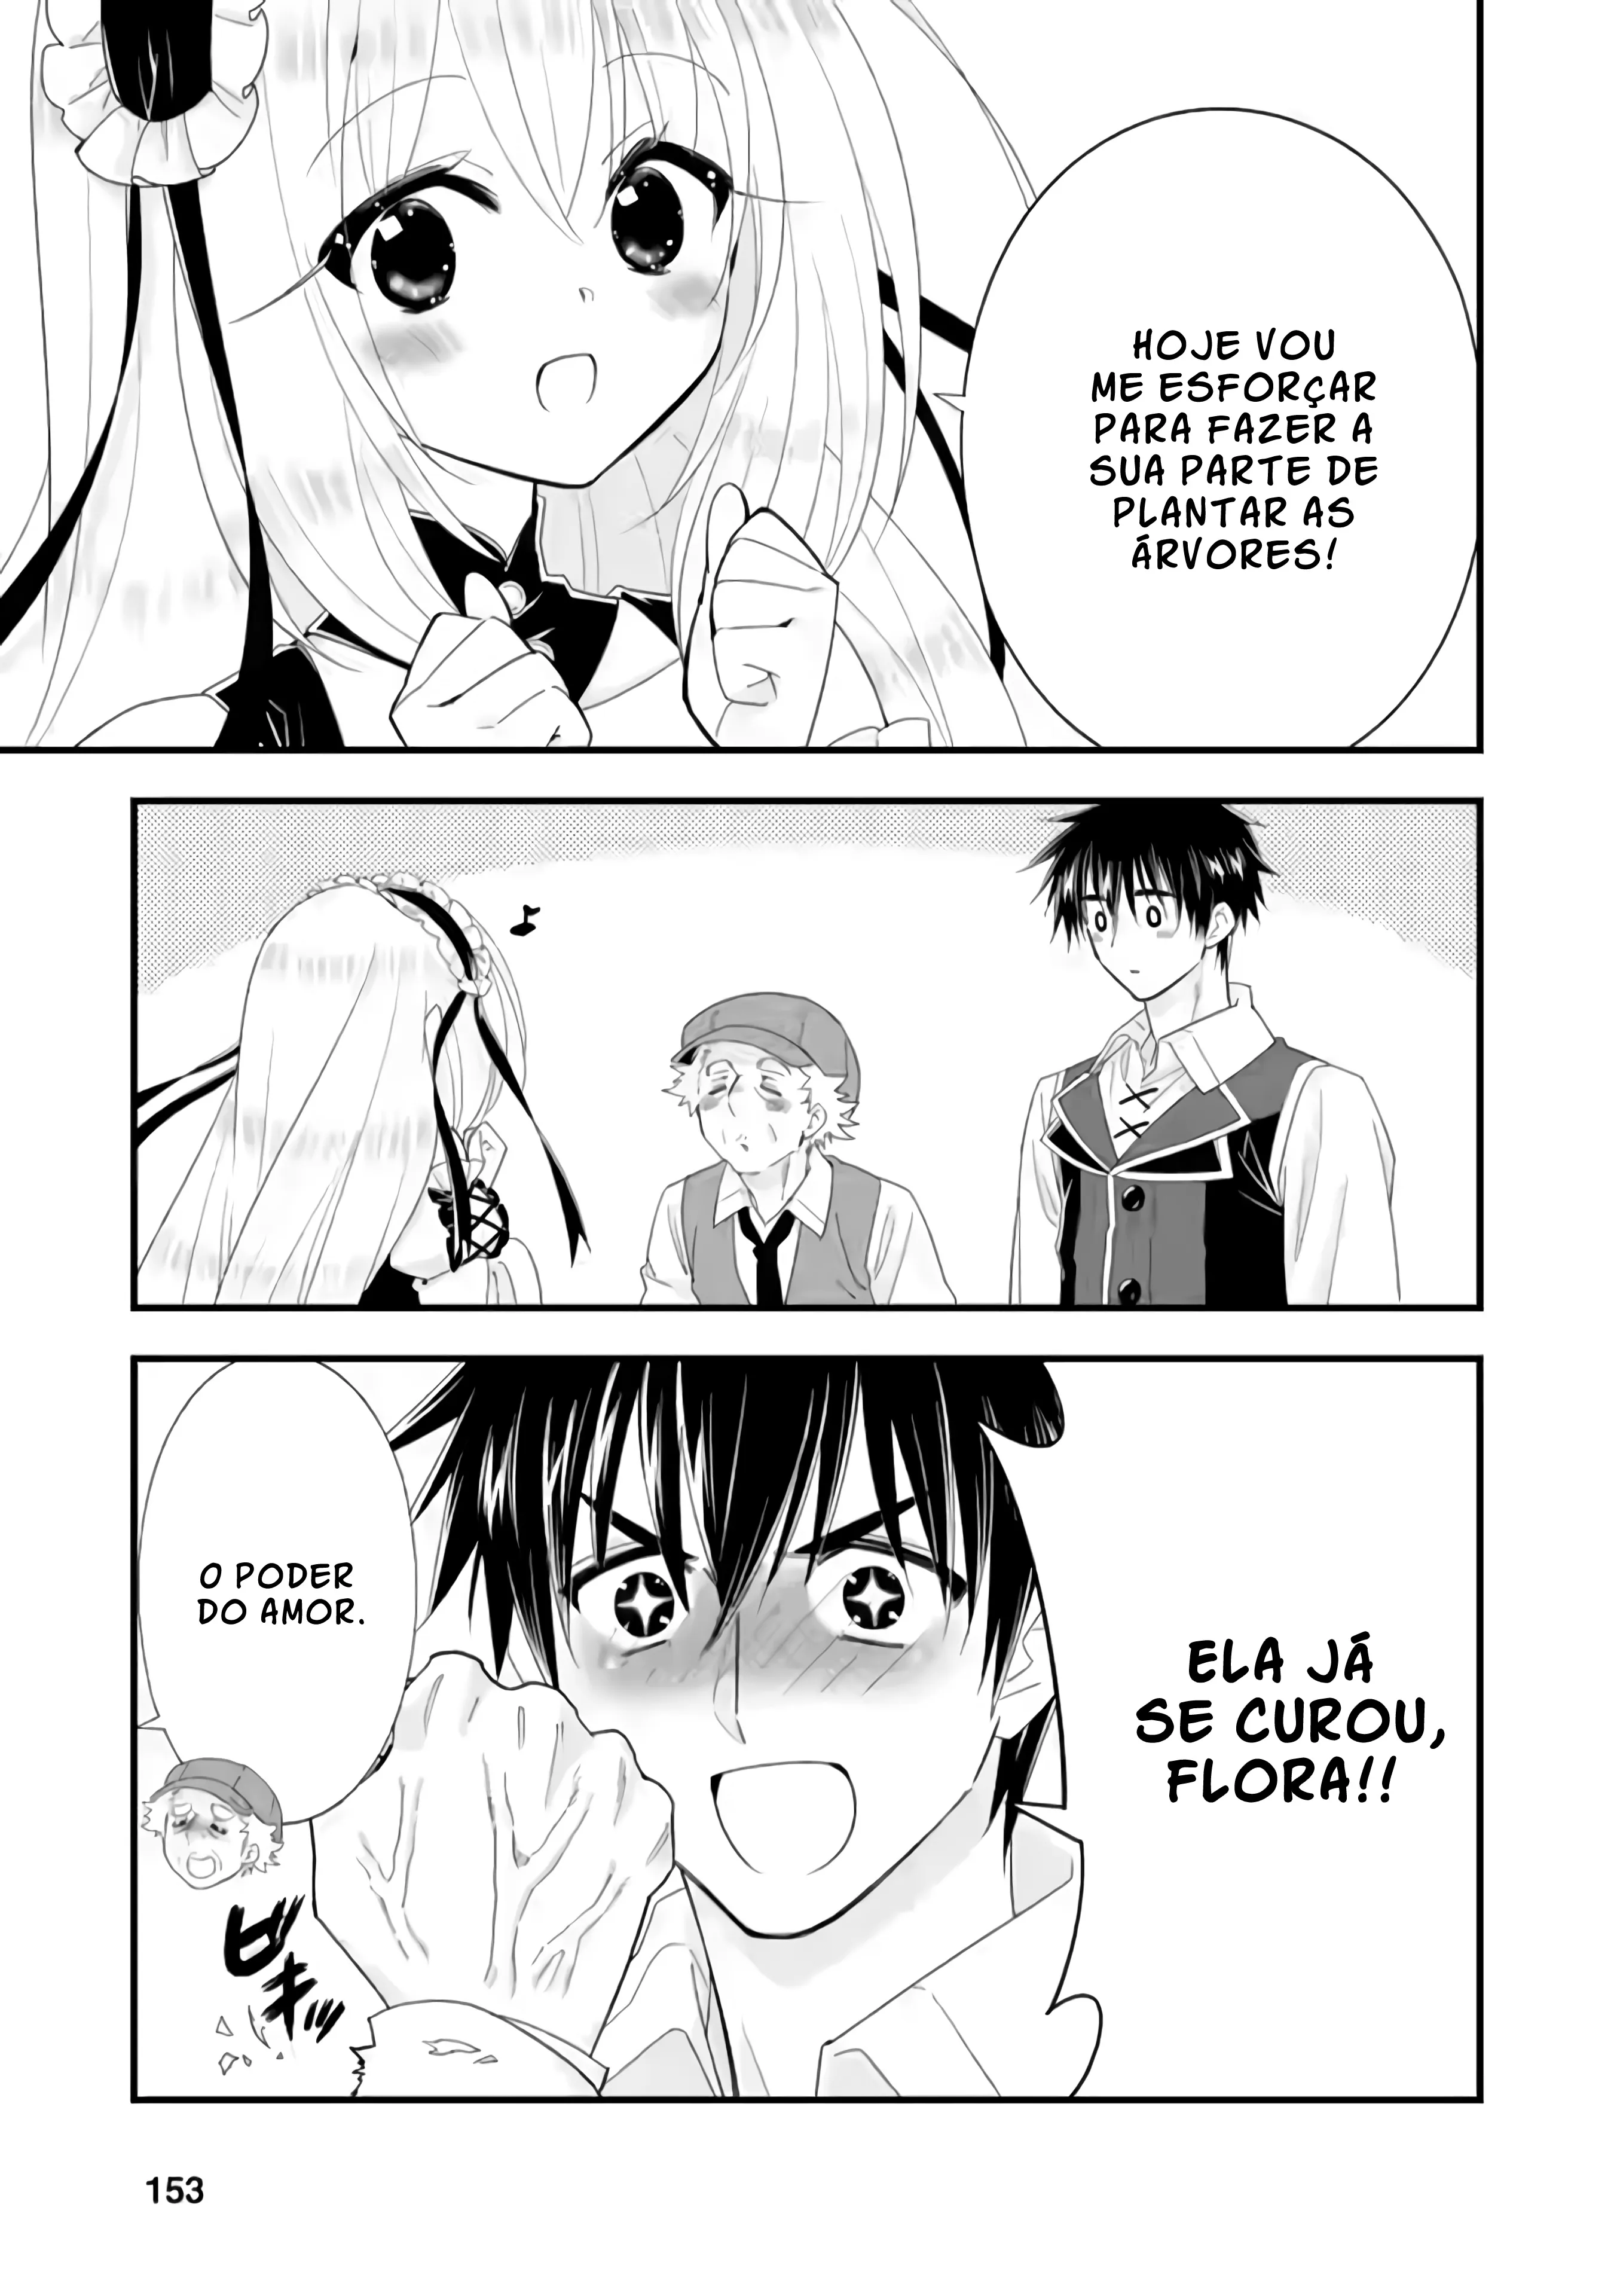 HOJE VOU
ME ESFORÇAR
PARA FAZER A
SUA PARTE DE
PLANTAR AS
ÁRVORES!
ELA JÁ
SE CUROU,
FLORA!!
O PODER
DO AMOR.
ビキッ
153